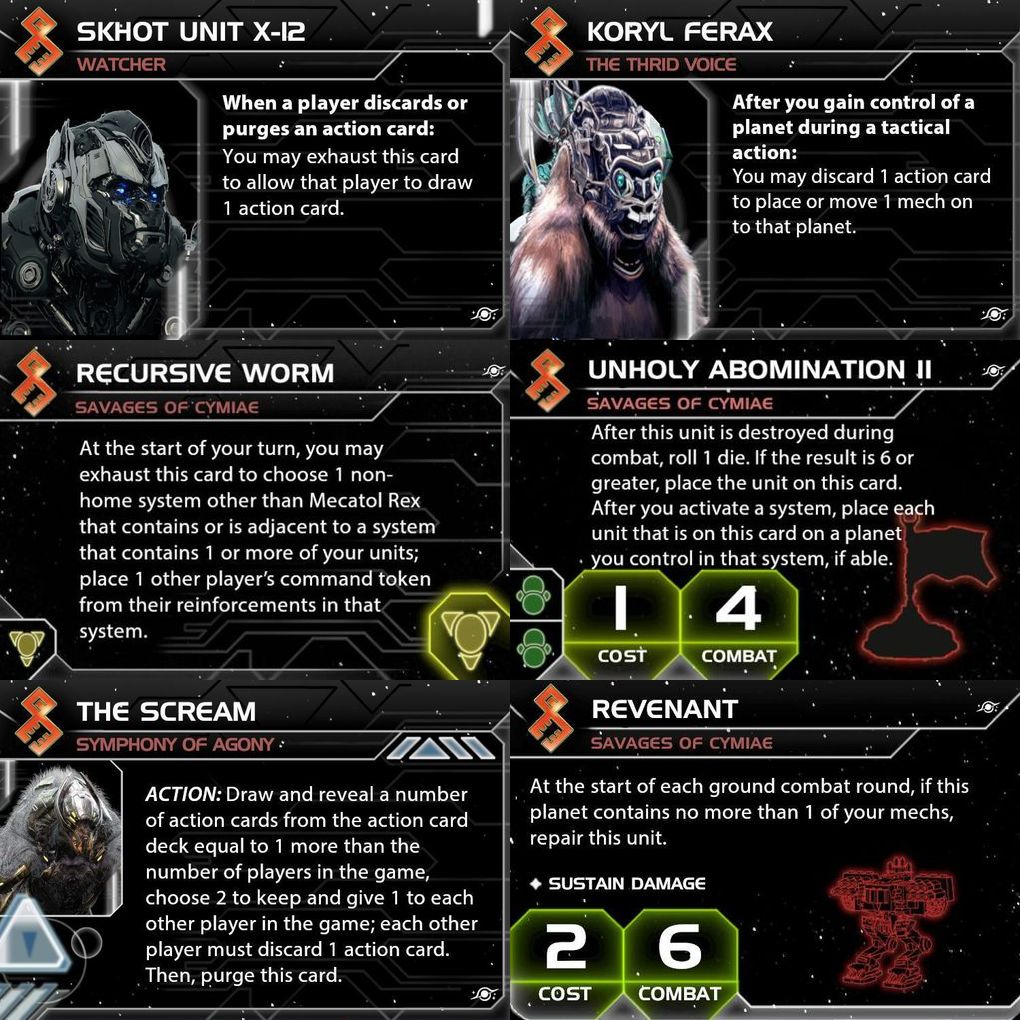 SKHOT UNIT X-12
WATCHER
When a player discards or
purges an action card:
You may exhaust this card
to allow that player to draw
1 action card.
KORYL FERAX
THE THRID VOICE
After you gain control of a
planet during a tactical
action:
You may discard 1 action card
to place or move 1 mech on
to that planet.
RECURSIVE WORM
SAVAGES OF CYMIAE
At the start of your turn, you may
exhaust this card to choose 1 non-
home system other than Mecatol Rex
that contains or is adjacent to a system
that contains 1 or more of your units;
place 1 other player's command token
from their reinforcements in that
system.
UNHOLY ABOMINATION II
SAVAGES OF CYMIAE
After this unit is destroyed during
combat, roll 1 die. If the result is 6 or
greater, place the unit on this card.
After you activate a system, place each
unit that is on this card on a planet
you control in that system, if able.
1
COST
4
COMBAT
THE SCREAM
SYMPHONY OF AGONY
ACTION: Draw and reveal a number
of action cards from the action card
deck equal to 1 more than the
number of players in the game,
choose 2 to keep and give 1 to each
other player in the game; each other
player must discard 1 action card.
Then, purge this card.
REVENANT
SAVAGES OF CYMIAE
At the start of each ground combat round, if this
planet contains no more than 1 of your mechs,
repair this unit.
SUSTAIN DAMAGE
2
COST
6
COMBAT